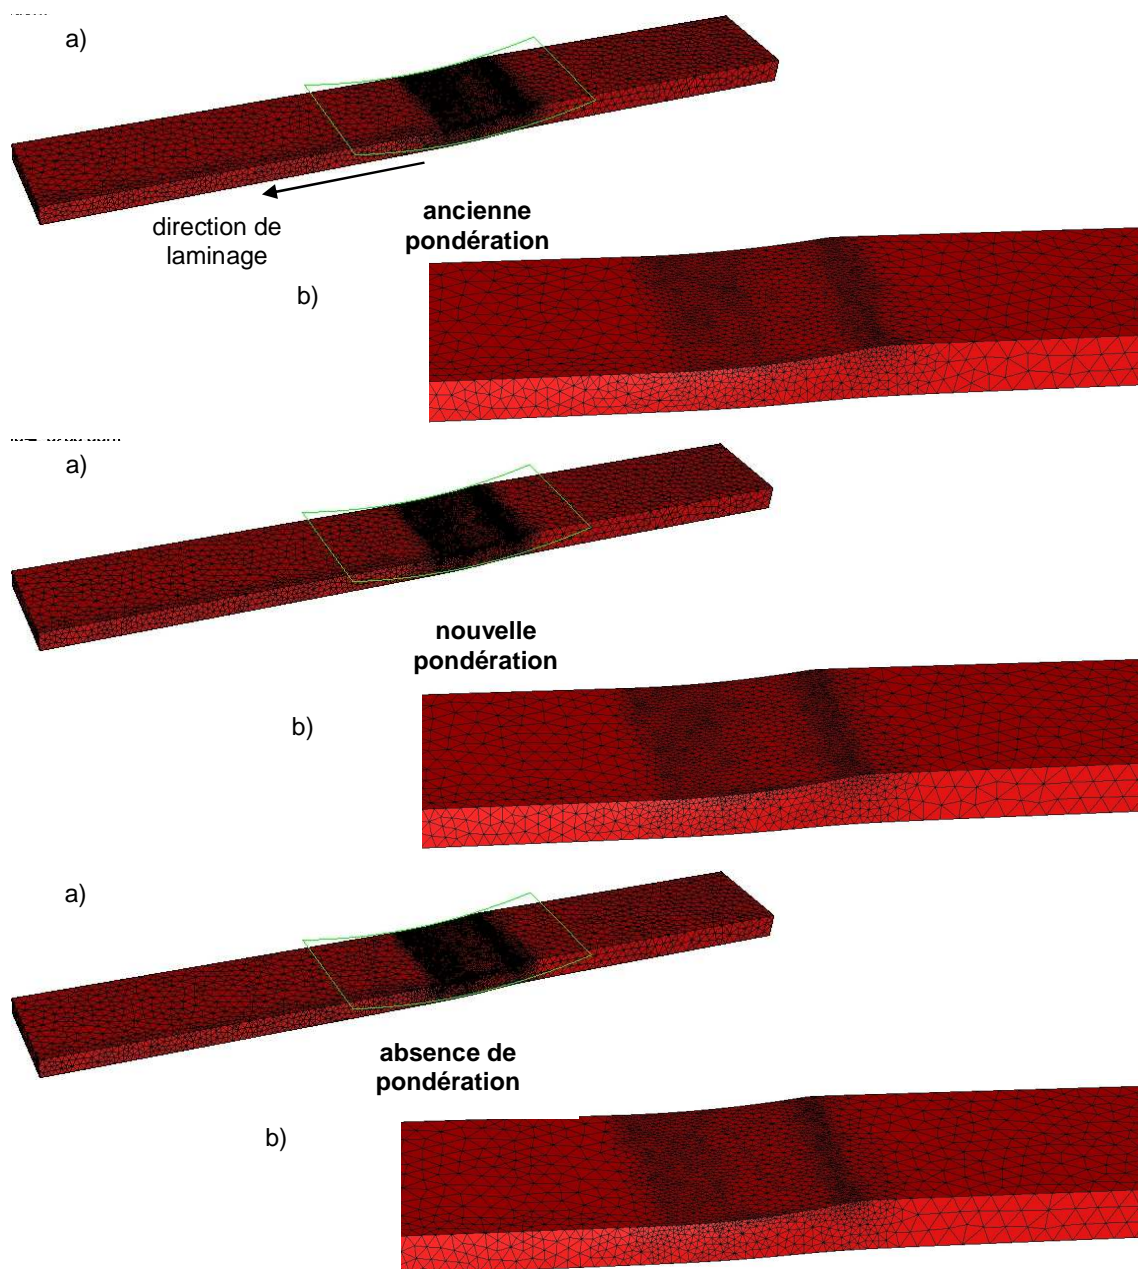 a)
direction de
laminage
ancienne
pondération
b)
a)
nouvelle
pondération
b)
a)
absence de
pondération
b)